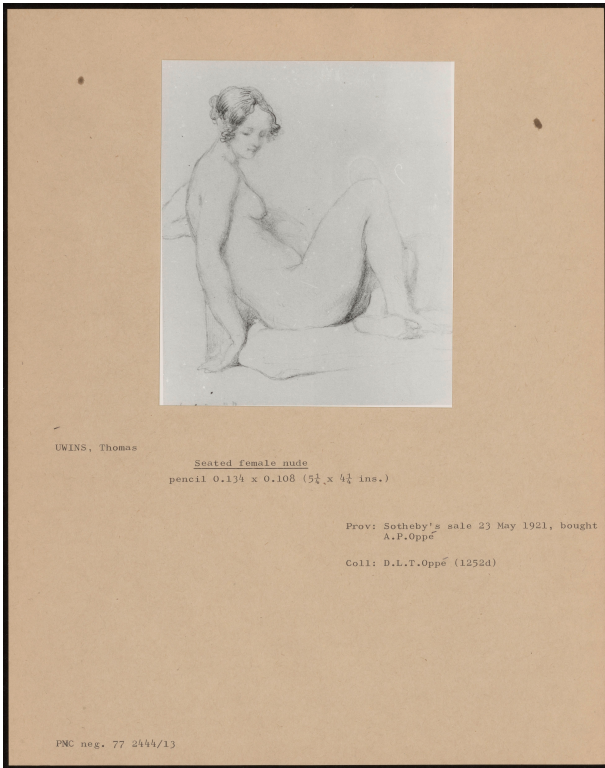 UWINS, Thomas
Seated female nude
pencil 0.134 x 0.108 (5¼ x 4¼ ins.)
Prov: Sotheby's sale 23 May 1921, bought
A.P.Oppé
Coll: D.L.T.Oppé (1252d)
PMC neg. 77 2444/13